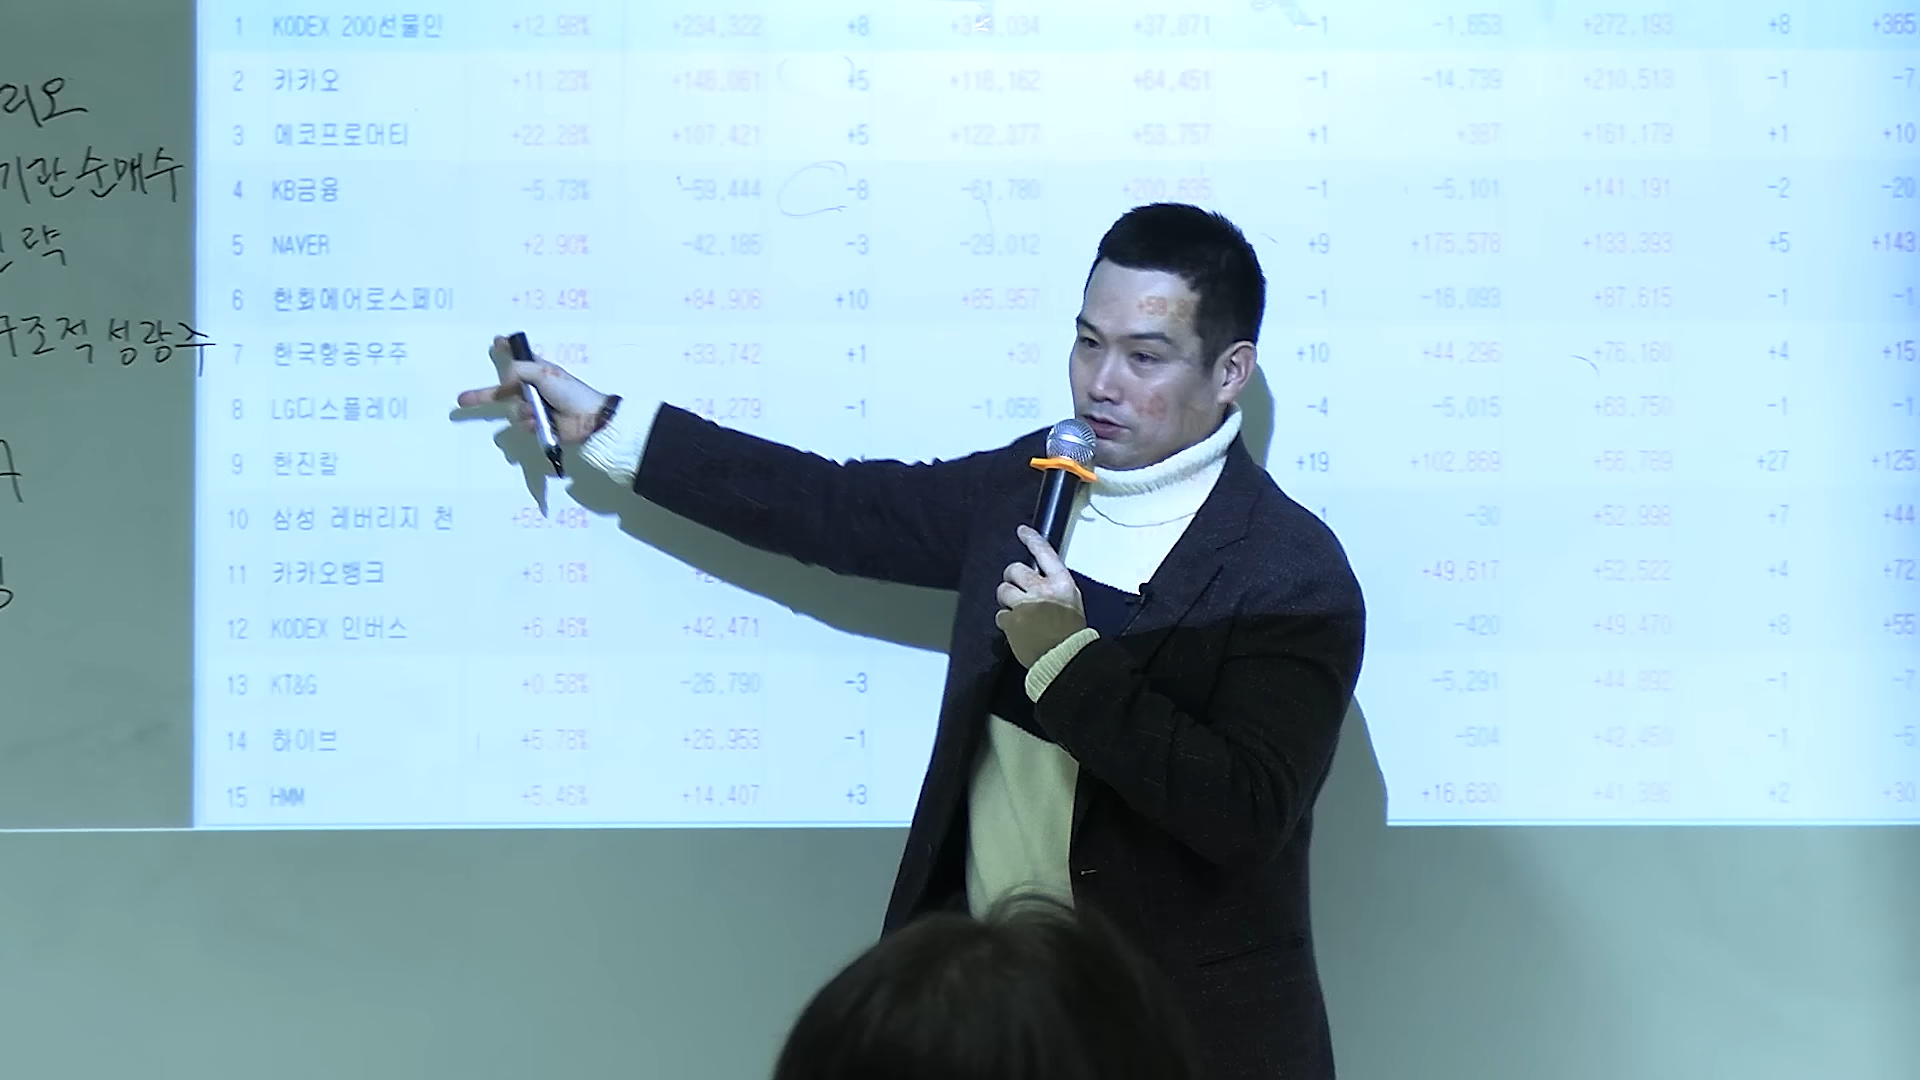 리오
기관 순매수
전략
구조적 성장주
1 KODEX 200선물인 +12.98% +234,322 +8 +37,871 -1 -1,653 +272,193 +8 +365
2 카카오 +11.23% +146,061 +5 +116,162 +64,451 -1 -14,739 +210,513 -1 -7
3 에코프로머티 +22.28% +107,421 +5 +122,377 +53,757 +1 +387 +161,179 +1 +10
4 KB금융 -5.73% -59,444 -8 -61,780 +200,635 -1 -5,101 +141,191 -2 -20
5 NAVER +2.90% -42,185 -3 -29,012 +9 +175,578 +133,393 +5 +143
6 한화에어로스페이 +13.49% +84,906 +10 +85,957 -1 -18,093 +87,615 -1 -1
7 한국항공우주 +33,742 +1 +30 +10 +44,296 +76,160 +4 +15
8 LG디스플레이 -1 -1,056 -4 -5,015 +63,750 -1 -1
9 한진칼 +19 +102,869 +56,789 +27 +125
10 삼성 레버리지 천 +59.48% -30 +52,998 +7 +44
11 카카오뱅크 +3.16% +49,617 +52,522 +4 +72
12 KODEX 인버스 +6.46% +42,471 -420 +49,470 +8 +55
13 KT&G +0.58% -26,790 -3 -5,291 +44,892 -1 -7
14 하이브 +5.78% +26,953 -1 -504 +42,450 -1 -5
15 HMM +5.46% +14,407 +3 +16,630 +41,396 +2 +30